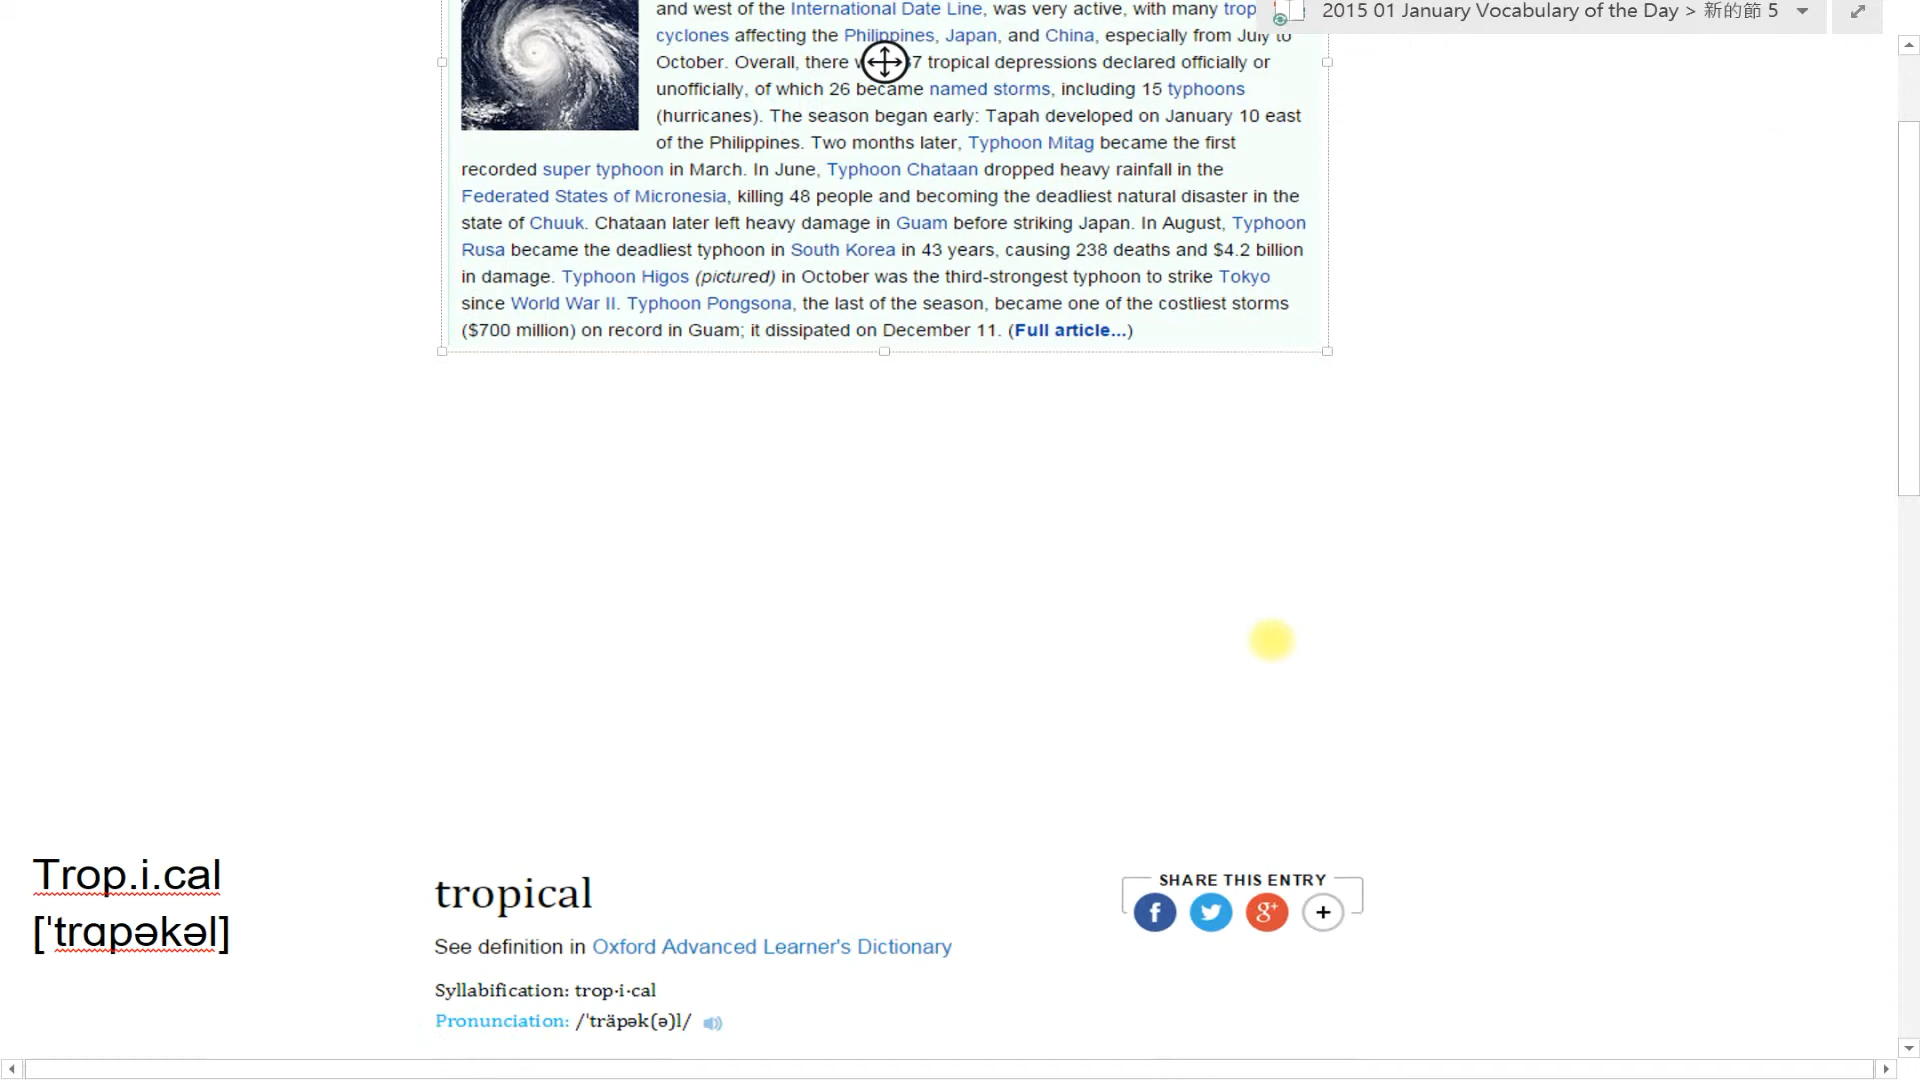 and west of the International Date Line, was very active, with many trop
2015 01 January Vocabulary of the Day > 新的節 5
cyclones affecting the Philippines, Japan, and China, especially from July to
October. Overall, there 7 tropical depressions declared officially or
unofficially, of which 26 became named storms, including 15 typhoons
(hurricanes). The season began early: Tapah developed on January 10 east
of the Philippines. Two months later, Typhoon Mitag became the first
recorded super typhoon in March. In June, Typhoon Chataan dropped heavy rainfall in the
Federated States of Micronesia, killing 48 people and becoming the deadliest natural disaster in the
state of Chuuk. Chataan later left heavy damage in Guam before striking Japan. In August, Typhoon
Rusa became the deadliest typhoon in South Korea in 43 years, causing 238 deaths and $4.2 billion
in damage. Typhoon Higos (pictured) in October was the third-strongest typhoon to strike Tokyo
since World War II. Typhoon Pongsona, the last of the season, became one of the costliest storms
($700 million) on record in Guam; it dissipated on December 11. (Full article...)
Trop.i.cal
[ˈtrɑpəkəl]
tropical
SHARE THIS ENTRY
See definition in Oxford Advanced Learner's Dictionary
Syllabification: trop·i·cal
Pronunciation: /ˈträpək(ə)l/